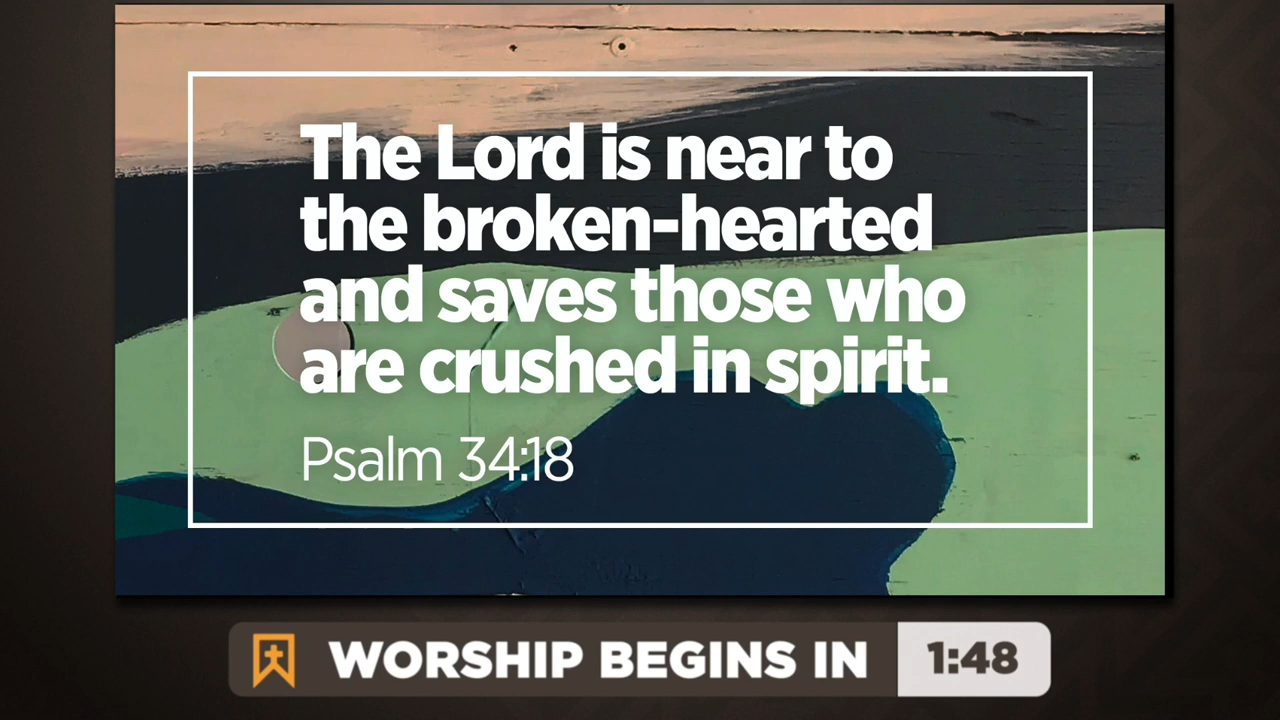 The Lord is near to
the broken-hearted
and saves those who
are crushed in spirit.
Psalm 34:18
WORSHIP BEGINS IN 1:48